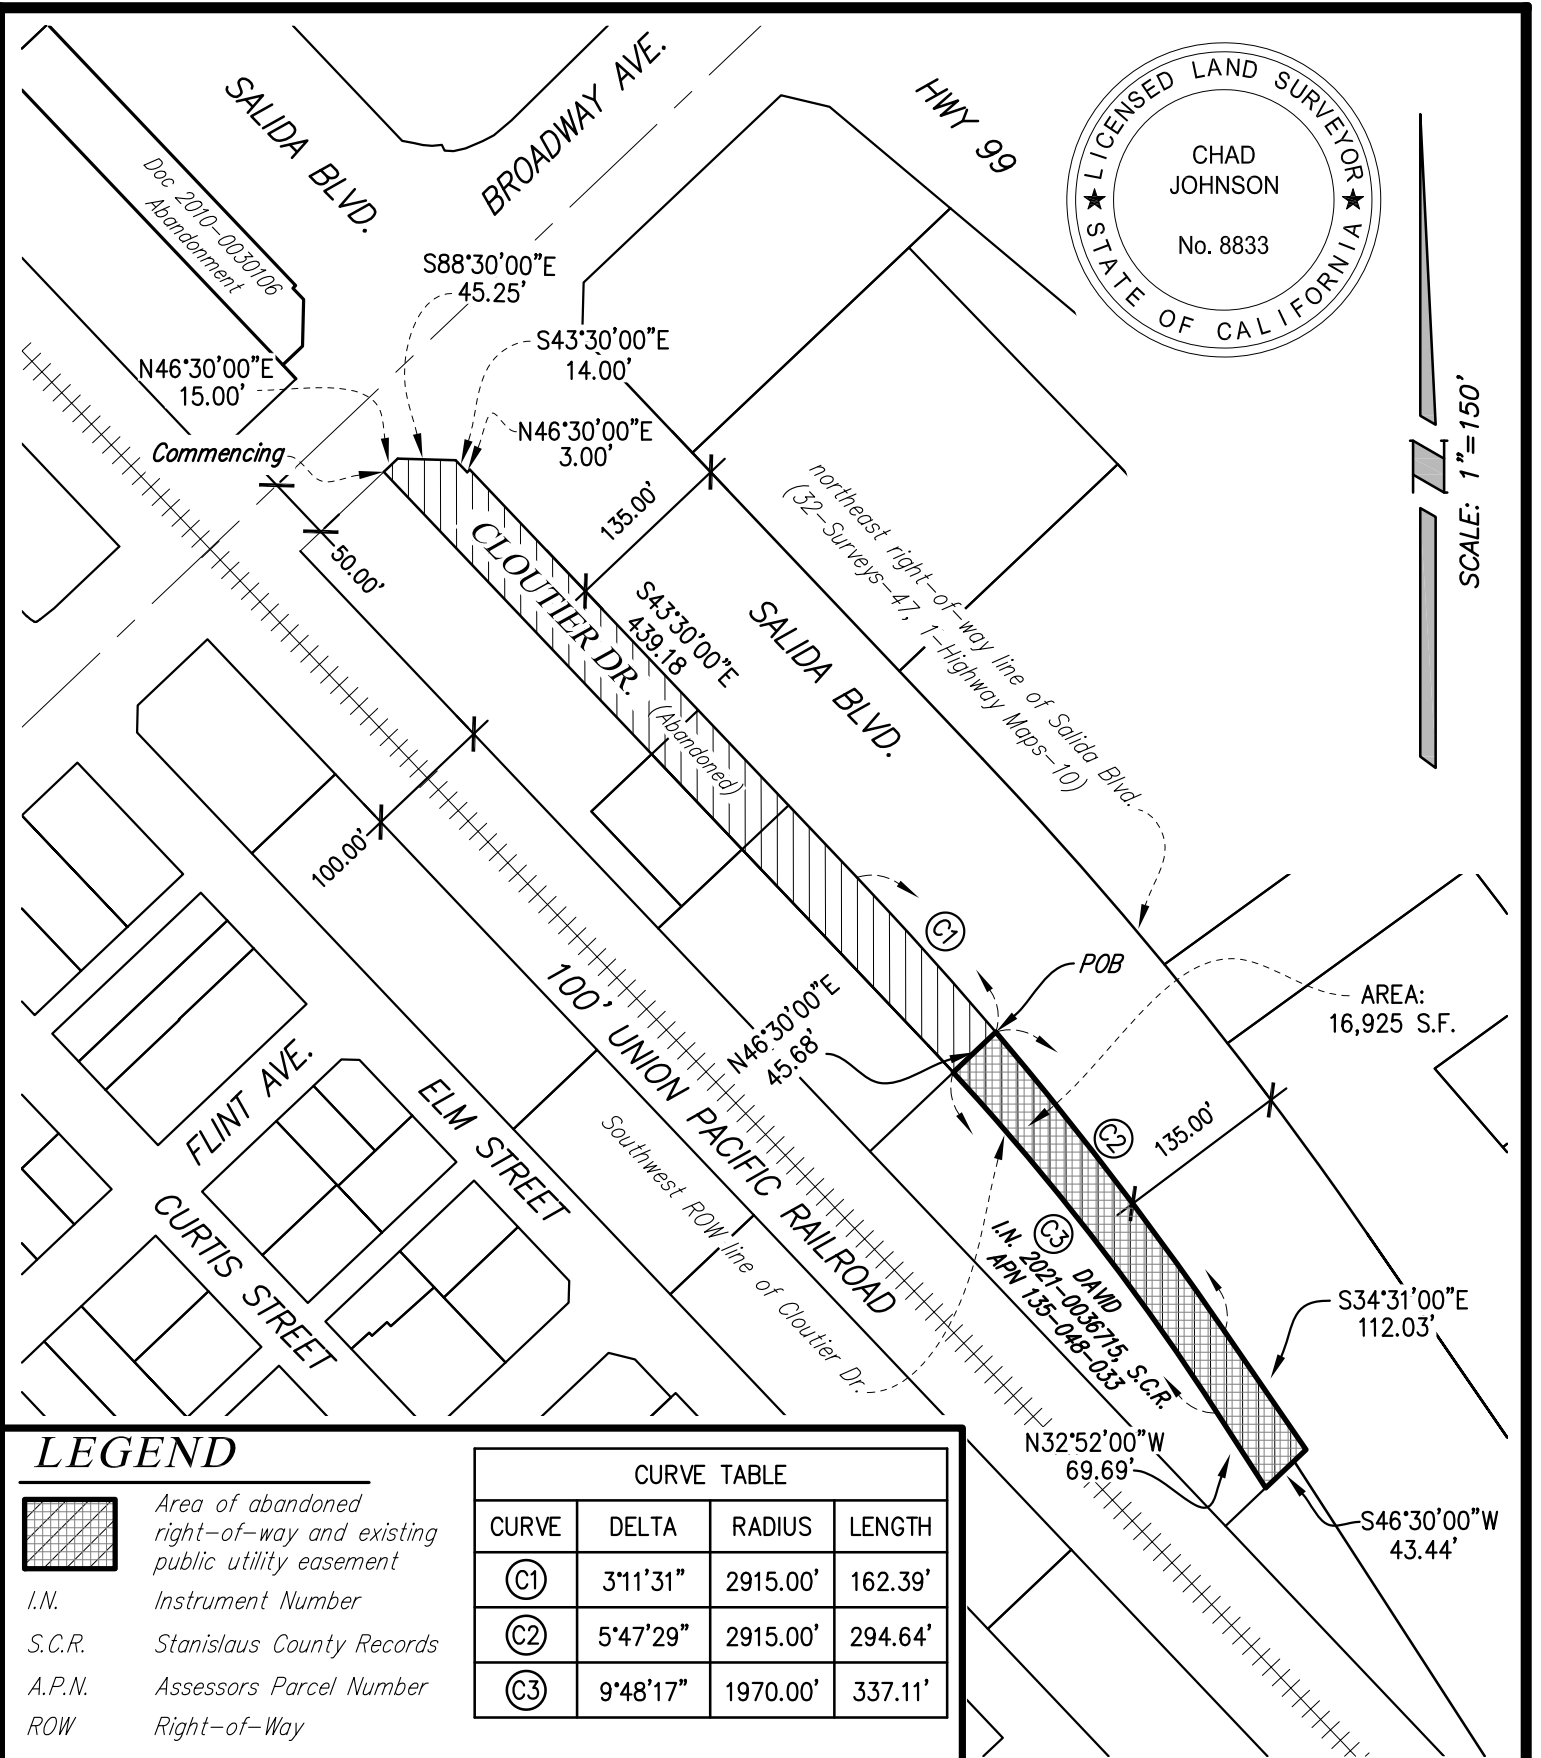 SALIDA BLVD.
BROADWAY AVE.
HWY 99
LICENSED LAND SURVEYOR
STATE OF CALIFORNIA
CHAD
JOHNSON
No. 8833
Doc 2010-0030106
Abandonment
S88°30'00"E
45.25'
S43°30'00"E
14.00'
N46°30'00"E
15.00'
N46°30'00"E
3.00'
Commencing
SCALE: 1"=150'
135.00'
50.00'
northeast right-of-way line of Salida Blvd.
(32-Surveys-47, 1-Highway Maps-10)
CLOUTIER DR.
(Abandoned)
S43°30'00"E
439.18
SALIDA BLVD.
100.00'
C1
POB
AREA:
16,925 S.F.
N46°30'00"E
45.68'
100' UNION PACIFIC RAILROAD
FLINT AVE.
ELM STREET
CURTIS STREET
Southwest ROW line of Cloutier Dr.
C2
135.00'
C3
DAVID
I.N. 2021-0036715, S.C.R.
APN 135-048-033
S34°31'00"E
112.03'
N32°52'00"W
69.69'
S46°30'00"W
43.44'
LEGEND
Area of abandoned
right-of-way and existing
public utility easement
I.N. Instrument Number
S.C.R. Stanislaus County Records
A.P.N. Assessors Parcel Number
ROW Right-of-Way
CURVE TABLE
CURVE DELTA RADIUS LENGTH
C1 3°11'31" 2915.00' 162.39'
C2 5°47'29" 2915.00' 294.64'
C3 9°48'17" 1970.00' 337.11'